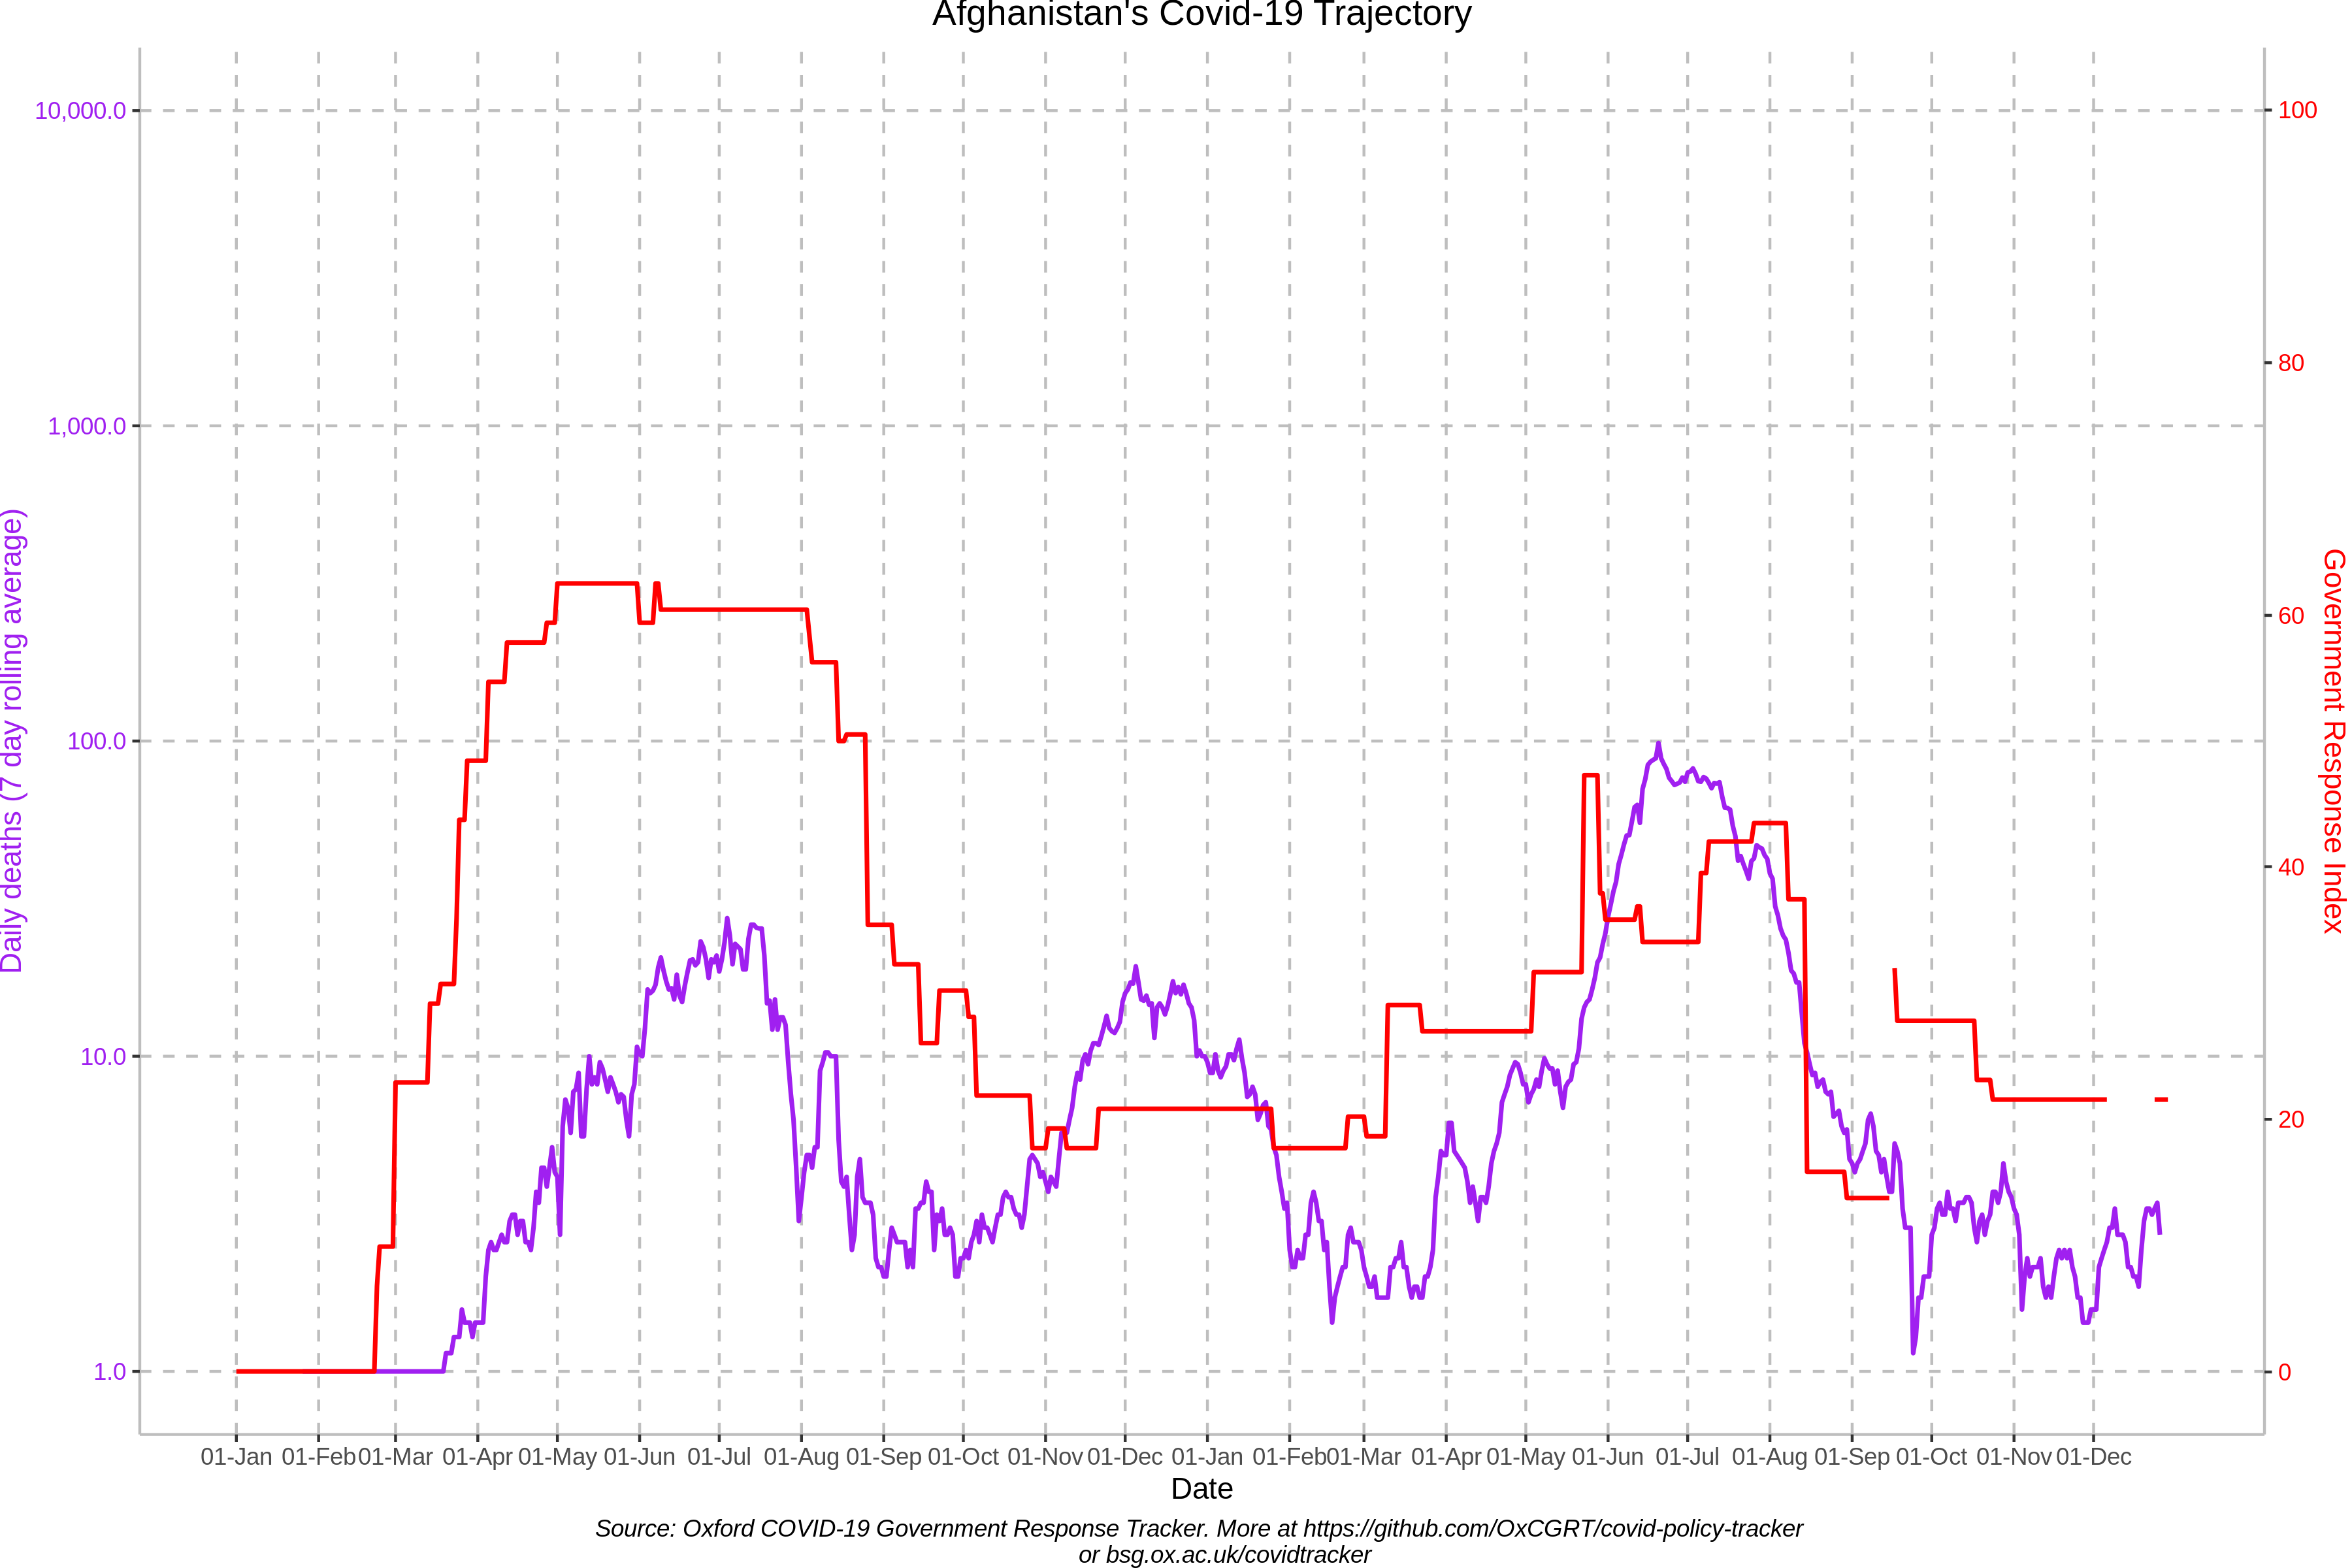 Afghanistan's Covid-19 Trajectory
10,000.0
1,000.0
100.0
10.0
1.0
Daily deaths (7 day rolling average)
100
80
60
40
20
0
Government Response Index
01-Jan 01-Feb 01-Mar 01-Apr 01-May 01-Jun 01-Jul 01-Aug 01-Sep 01-Oct 01-Nov 01-Dec 01-Jan 01-Feb 01-Mar 01-Apr 01-May 01-Jun 01-Jul 01-Aug 01-Sep 01-Oct 01-Nov 01-Dec
Date
Source: Oxford COVID-19 Government Response Tracker. More at https://github.com/OxCGRT/covid-policy-tracker
or bsg.ox.ac.uk/covidtracker